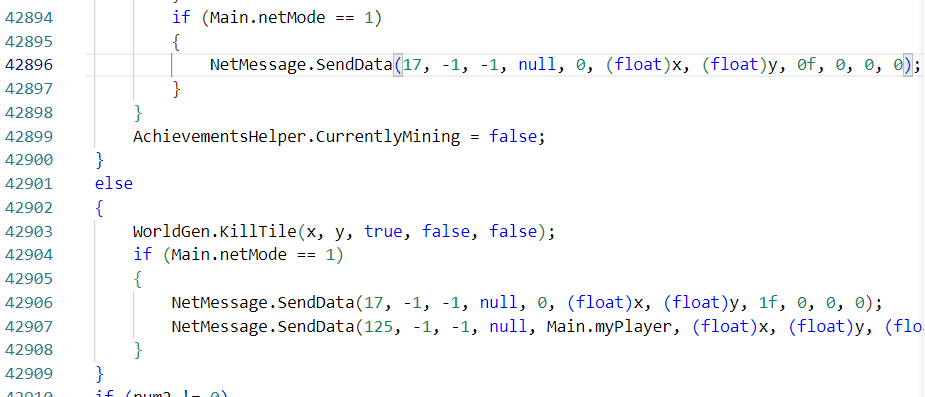 42894 if (Main.netMode == 1)
42895 {
42896 NetMessage.SendData(17, -1, -1, null, 0, (float)x, (float)y, 0f, 0, 0, 0);
42897 }
42898 }
42899 AchievementsHelper.CurrentlyMining = false;
42900 }
42901 else
42902 {
42903 WorldGen.KillTile(x, y, true, false, false);
42904 if (Main.netMode == 1)
42905 {
42906 NetMessage.SendData(17, -1, -1, null, 0, (float)x, (float)y, 1f, 0, 0, 0);
42907 NetMessage.SendData(125, -1, -1, null, Main.myPlayer, (float)x, (float)y, (flo
42908 }
42909 }
42910 if (num2 != 0)